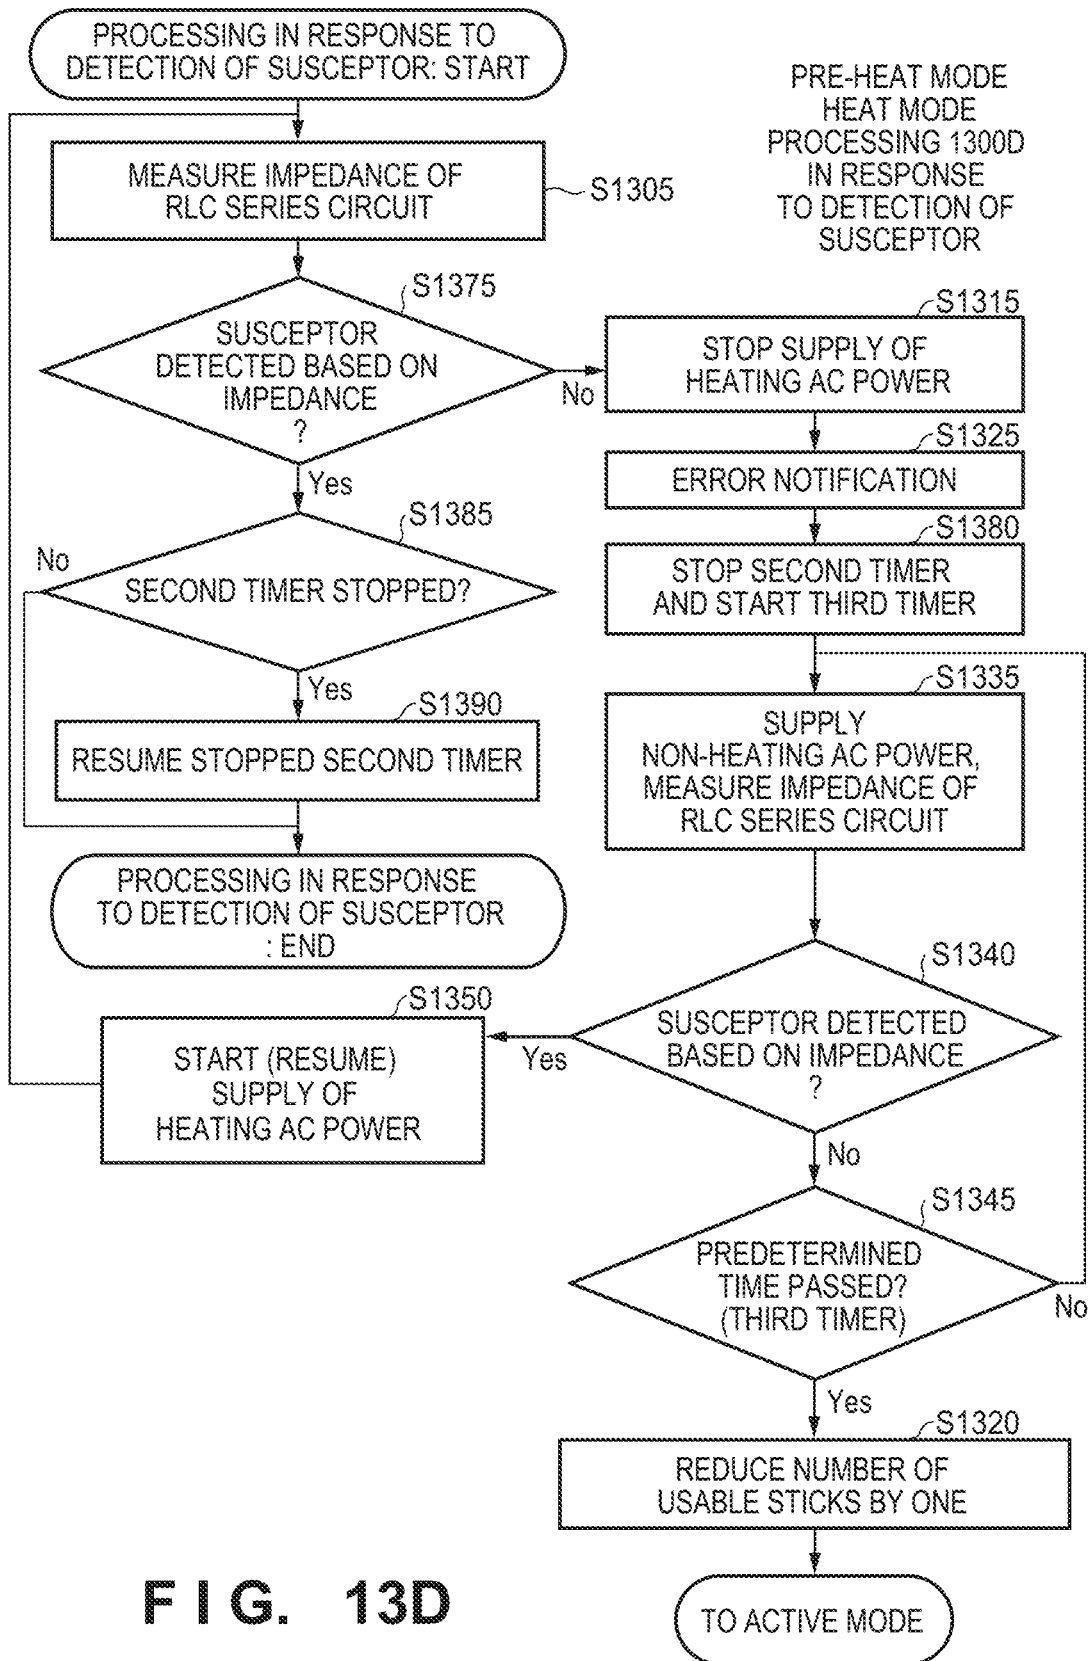 PROCESSING IN RESPONSE TO
DETECTION OF SUSCEPTOR: START
PRE-HEAT MODE
HEAT MODE
PROCESSING 1300D
IN RESPONSE
TO DETECTION OF
SUSCEPTOR
MEASURE IMPEDANCE OF
RLC SERIES CIRCUIT
S1305
S1375
SUSCEPTOR
DETECTED BASED ON
IMPEDANCE
?
No
Yes
S1315
STOP SUPPLY OF
HEATING AC POWER
S1325
ERROR NOTIFICATION
S1380
STOP SECOND TIMER
AND START THIRD TIMER
S1385
No
SECOND TIMER STOPPED?
Yes
S1390
RESUME STOPPED SECOND TIMER
PROCESSING IN RESPONSE
TO DETECTION OF SUSCEPTOR
: END
S1335
SUPPLY
NON-HEATING AC POWER,
MEASURE IMPEDANCE OF
RLC SERIES CIRCUIT
S1340
SUSCEPTOR DETECTED
BASED ON IMPEDANCE
?
Yes
No
S1350
START (RESUME)
SUPPLY OF
HEATING AC POWER
S1345
PREDETERMINED
TIME PASSED?
(THIRD TIMER)
No
Yes
S1320
REDUCE NUMBER OF
USABLE STICKS BY ONE
TO ACTIVE MODE
FIG. 13D